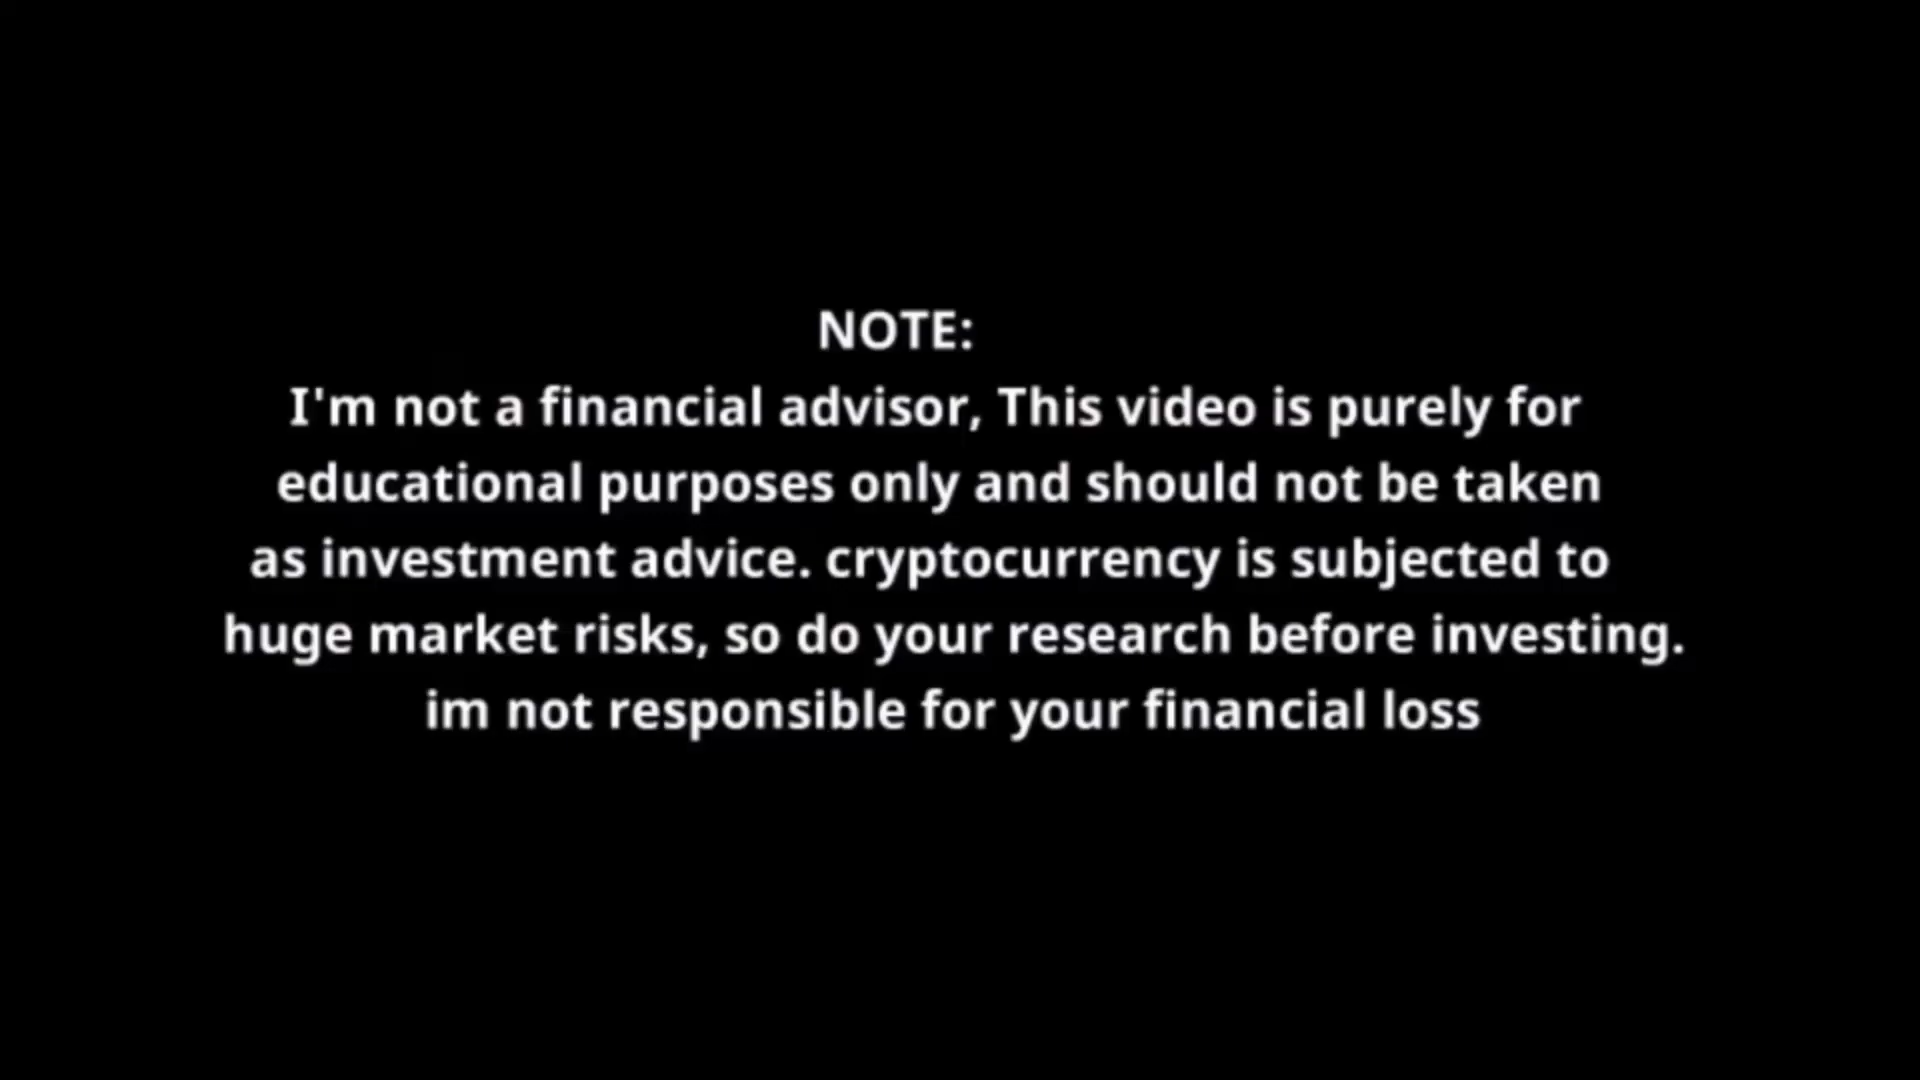 NOTE:
I'm not a financial advisor, This video is purely for
educational purposes only and should not be taken
as investment advice. cryptocurrency is subjected to
huge market risks, so do your research before investing.
im not responsible for your financial loss